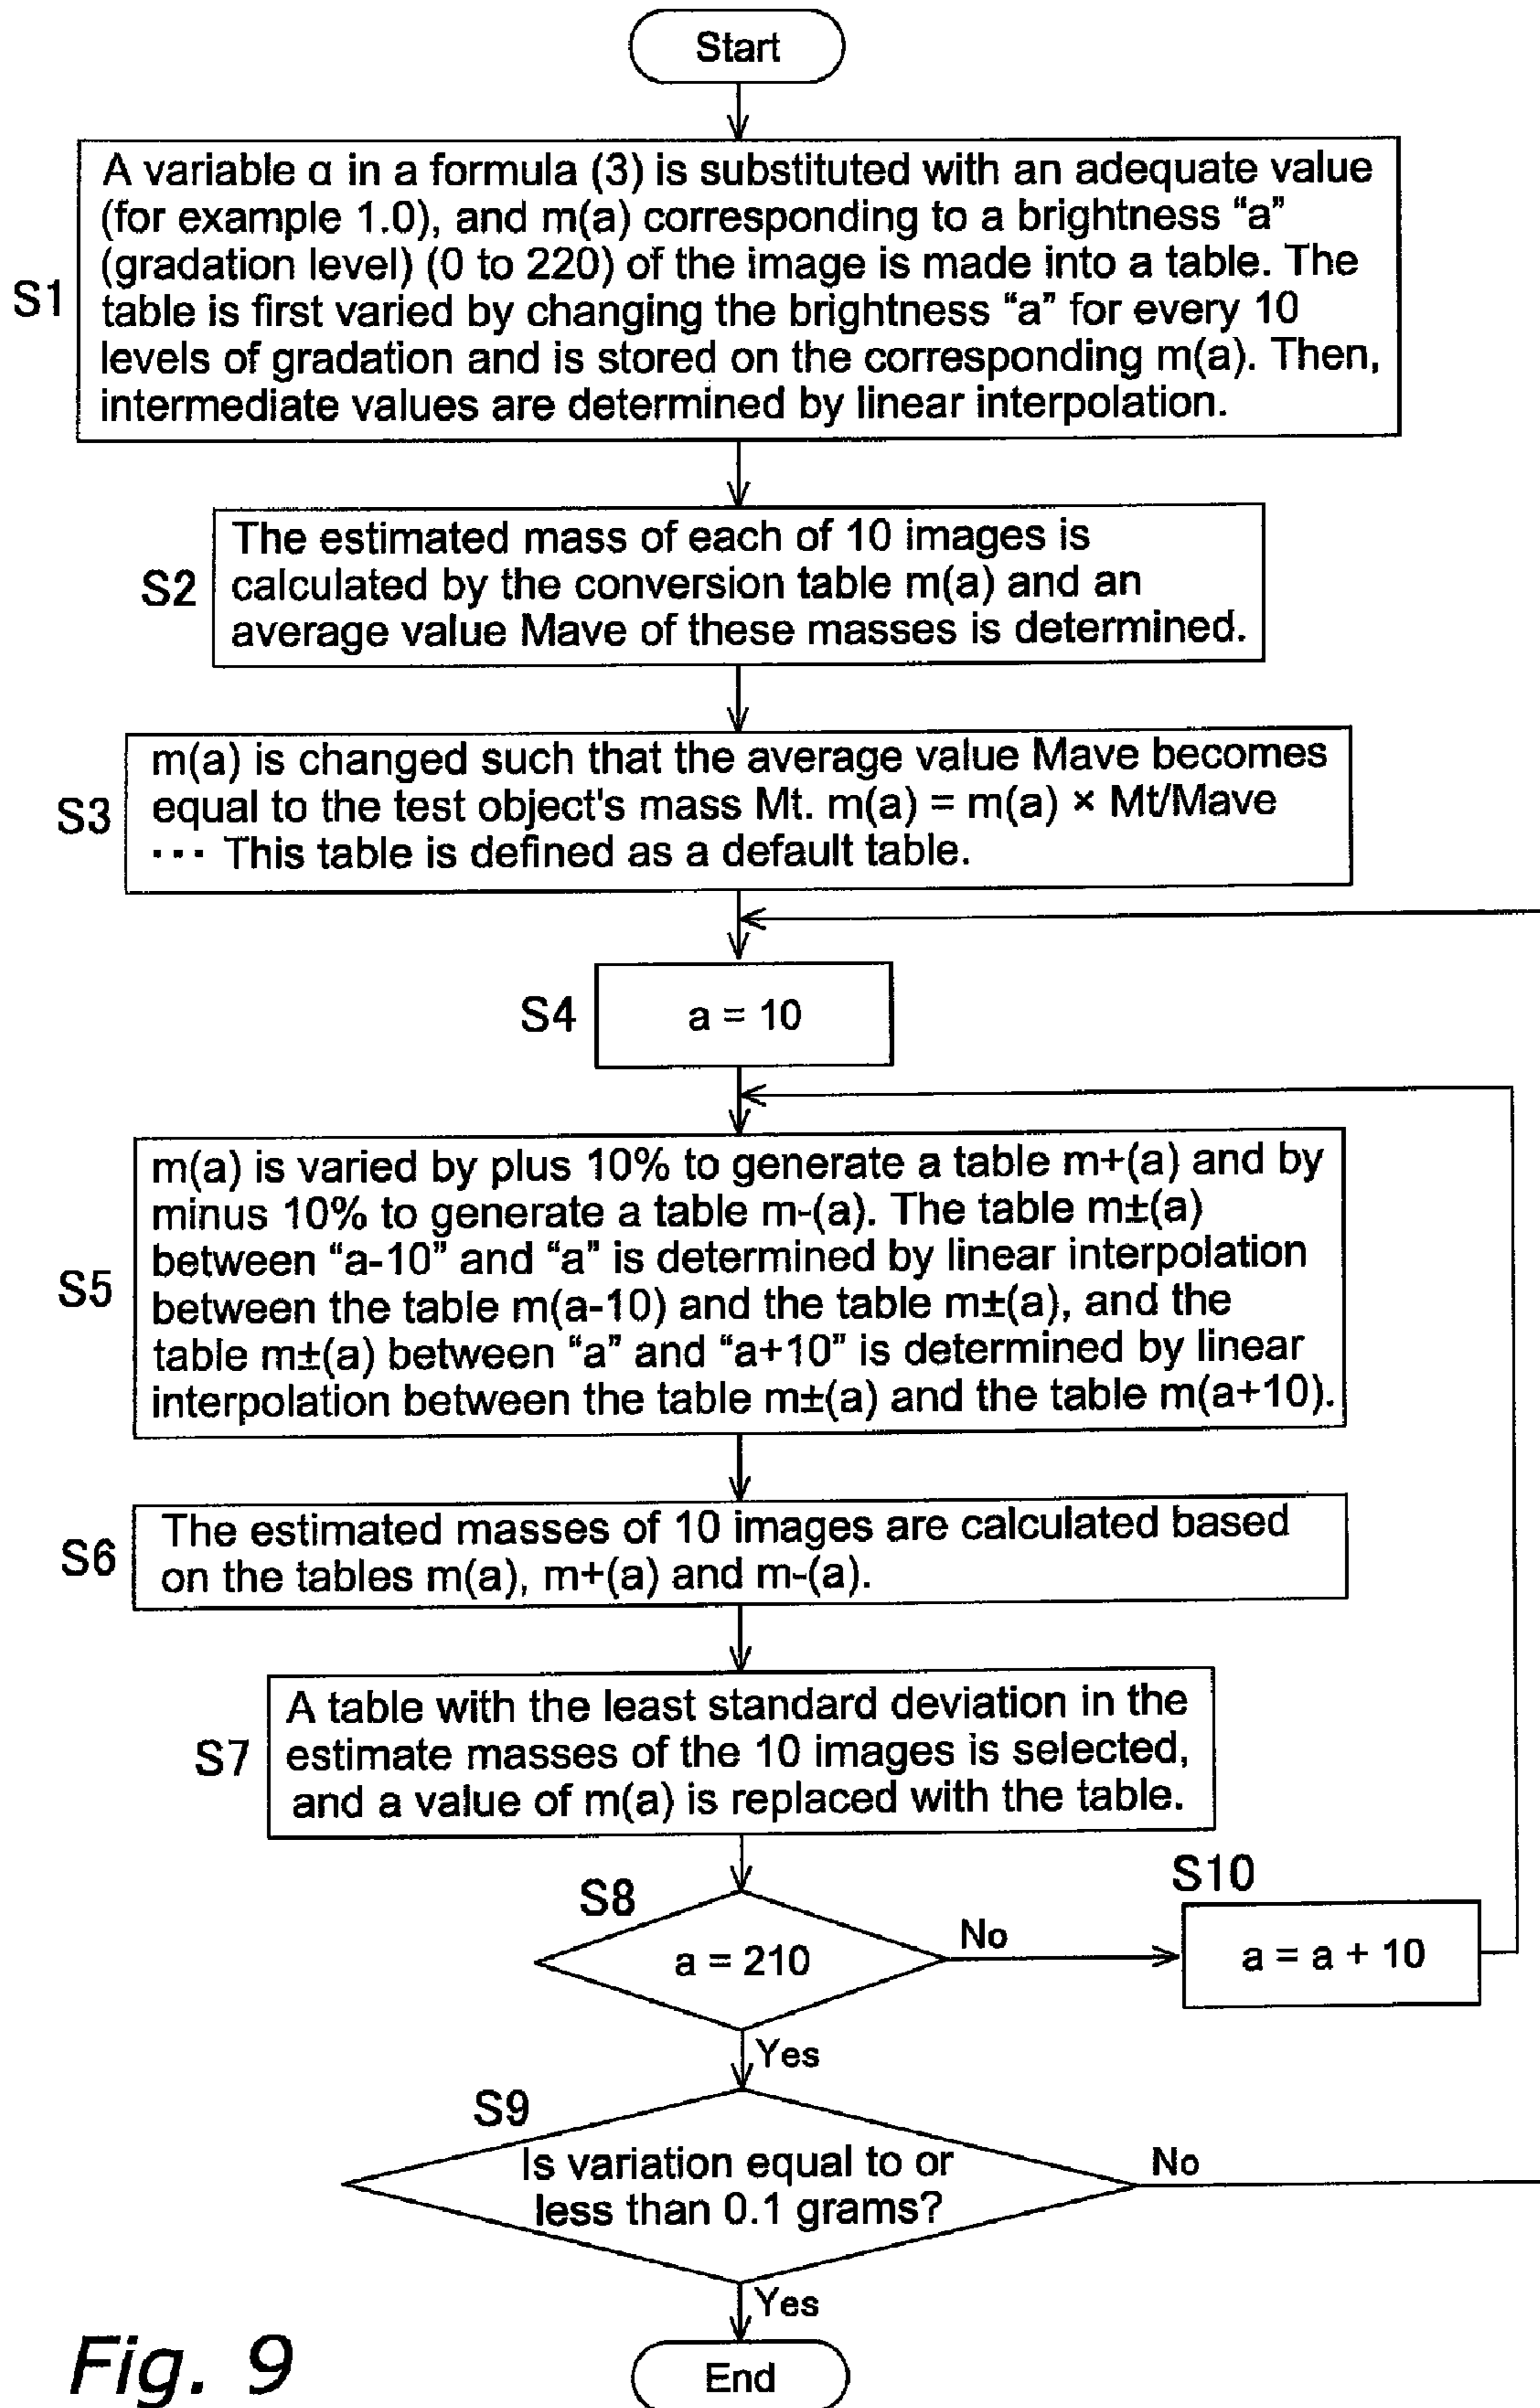 Start
A variable α in a formula (3) is substituted with an adequate value
(for example 1.0), and m(a) corresponding to a brightness “a”
(gradation level) (0 to 220) of the image is made into a table. The
S1
table is first varied by changing the brightness “a” for every 10
levels of gradation and is stored on the corresponding m(a). Then,
intermediate values are determined by linear interpolation.
The estimated mass of each of 10 images is
S2
calculated by the conversion table m(a) and an
average value Mave of these masses is determined.
m(a) is changed such that the average value Mave becomes
S3
equal to the test object's mass Mt. m(a) = m(a) × Mt/Mave
··· This table is defined as a default table.
S4
a = 10
m(a) is varied by plus 10% to generate a table m+(a) and by
minus 10% to generate a table m-(a). The table m±(a)
between “a-10” and “a” is determined by linear interpolation
S5
between the table m(a-10) and the table m±(a), and the
table m±(a) between “a” and “a+10” is determined by linear
interpolation between the table m±(a) and the table m(a+10).
The estimated masses of 10 images are calculated based
S6
on the tables m(a), m+(a) and m-(a).
A table with the least standard deviation in the
S7
estimate masses of the 10 images is selected,
and a value of m(a) is replaced with the table.
S8
a = 210
No
S10
a = a + 10
Yes
S9
Is variation equal to or
less than 0.1 grams?
No
Yes
End
Fig. 9